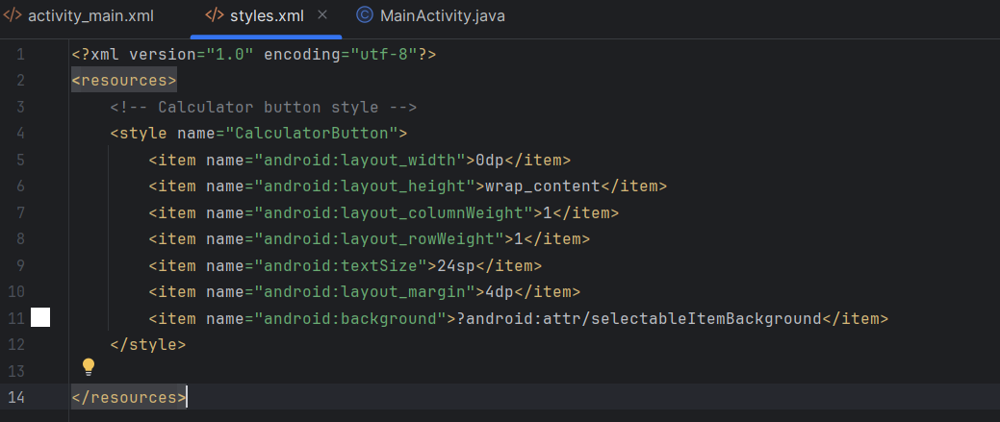 </> activity_main.xml </> styles.xml × © MainActivity.java
1 <?xml version="1.0" encoding="utf-8"?>
2 <resources>
3 <!-- Calculator button style -->
4 <style name="CalculatorButton">
5 <item name="android:layout_width">0dp</item>
6 <item name="android:layout_height">wrap_content</item>
7 <item name="android:layout_columnWeight">1</item>
8 <item name="android:layout_rowWeight">1</item>
9 <item name="android:textSize">24sp</item>
10 <item name="android:layout_margin">4dp</item>
11 <item name="android:background">?android:attr/selectableItemBackground</item>
12 </style>
13
14 </resources>